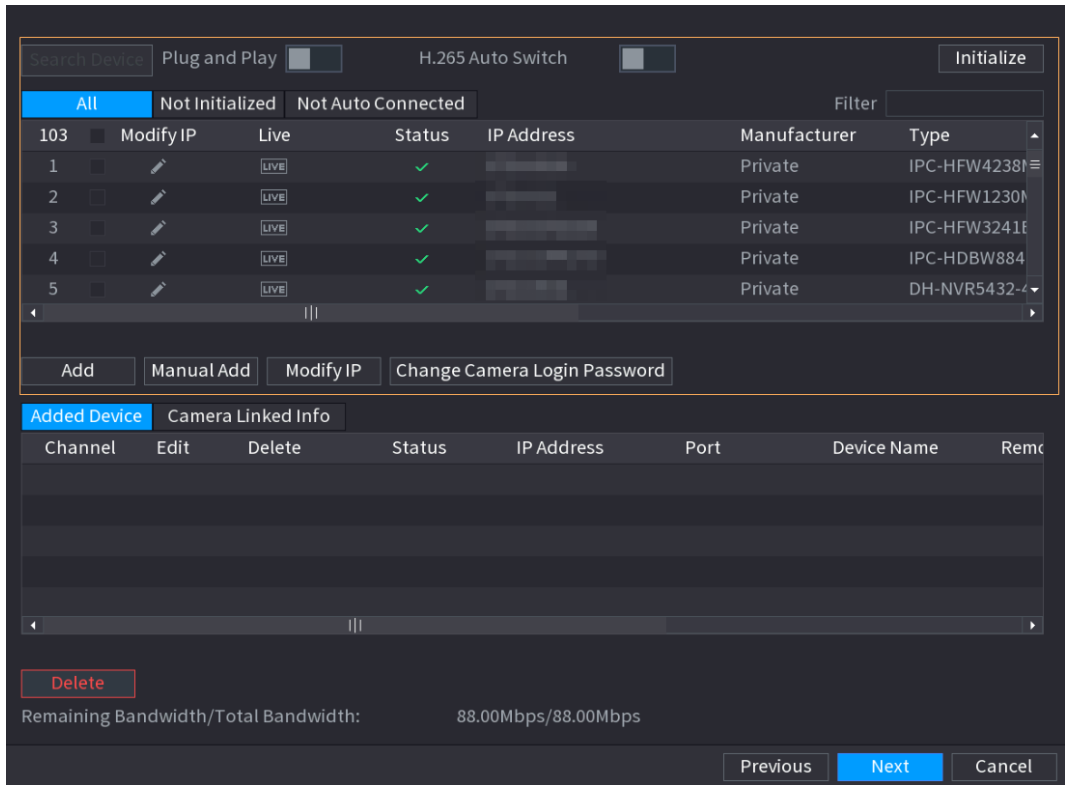 Search Device Plug and Play H.265 Auto Switch Initialize
All Not Initialized Not Auto Connected Filter
103 Modify IP Live Status IP Address Manufacturer Type
1 LIVE Private IPC-HFW4238
2 LIVE Private IPC-HFW1230
3 LIVE Private IPC-HFW3241
4 LIVE Private IPC-HDBW884
5 LIVE Private DH-NVR5432-
Add Manual Add Modify IP Change Camera Login Password
Added Device Camera Linked Info
Channel Edit Delete Status IP Address Port Device Name Remo
Delete
Remaining Bandwidth/Total Bandwidth: 88.00Mbps/88.00Mbps
Previous Next Cancel